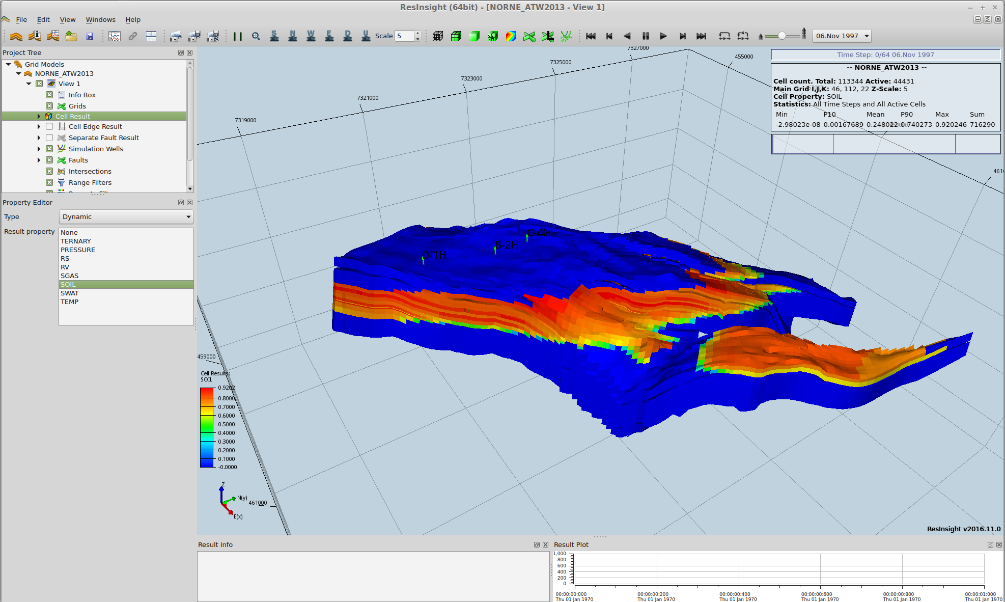 ResInsight (64bit) - [NORNE_ATW2013 - View 1]
File Edit View Windows Help
S N W E D U Scale 5 06.Nov 1997
Project Tree
Grid Models
NORNE_ATW2013
View 1
Info Box
Grids
Cell Result
Cell Edge Result
Separate Fault Result
Simulation Wells
Faults
Intersections
Range Filters
Property Editor
Type Dynamic
Result property
None
TERNARY
PRESSURE
RS
RV
SGAS
SOIL
SWAT
TEMP
7319000
7321000
7323000
7325000
7327000
455000
459000
461000
Time Step: 0/64 06.Nov 1997
-- NORNE_ATW2013 --
Cell count. Total: 113344 Active: 44431
Main Grid I,J,K: 46, 112, 22 Z-Scale: 5
Cell Property: SOIL
Statistics: All Time Steps and All Active Cells
Min P10 Mean P90 Max Sum
-2.98023e-08 0.00167689 0.740273 0.920246 716290
Cell Results:
SOIL
0.9202
0.8000
0.7000
0.6000
0.5000
0.4000
0.3000
0.2000
0.1000
-0.0000
Z
N(y)
E(x)
ResInsight v2016.11.0
Result Info
Result Plot
1,000
800
600
400
200
0
00:00:00:000 00:00:00:200 00:00:00:400 00:00:00:600 00:00:00:800 00:00:01:000
Thu 01 Jan 1970 Thu 01 Jan 1970 Thu 01 Jan 1970 Thu 01 Jan 1970 Thu 01 Jan 1970 Thu 01 Jan 1970